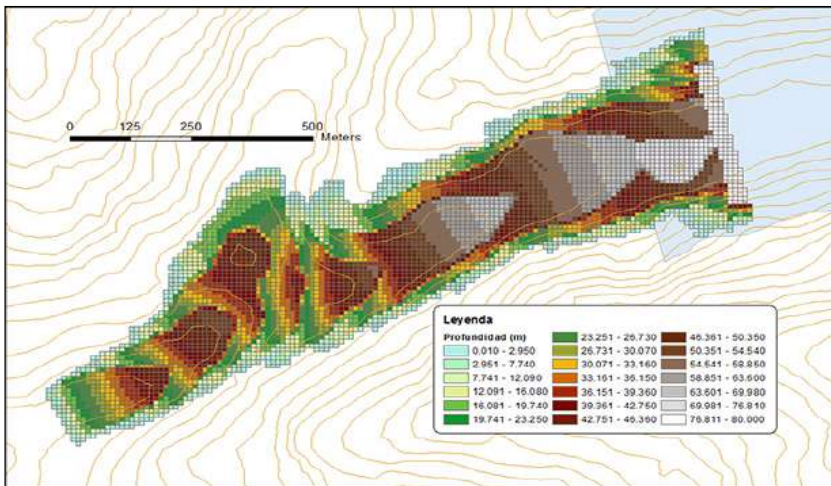 0 125 250 500
Meters
Leyenda
Profundidad (m)
0.010 - 2.950
2.951 - 7.740
7.741 - 12.090
12.091 - 16.080
16.081 - 19.740
19.741 - 23.250
23.251 - 26.730
26.731 - 30.070
30.071 - 33.160
33.161 - 36.150
36.151 - 39.360
39.361 - 42.750
42.751 - 46.360
46.361 - 50.350
50.351 - 54.540
54.541 - 58.850
58.851 - 63.600
63.601 - 69.980
69.981 - 76.810
76.811 - 80.000